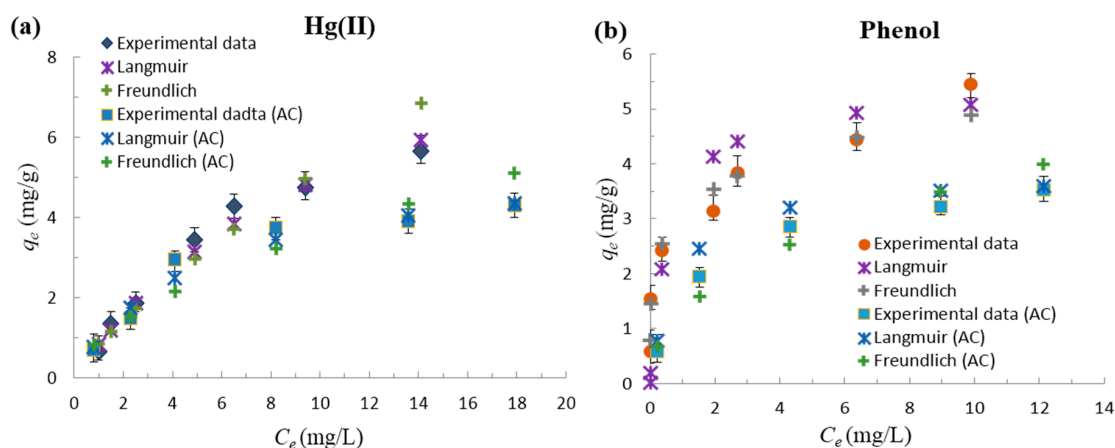 (a)
Hg(II)
Experimental data
Langmuir
Freundlich
Experimental dadta (AC)
Langmuir (AC)
Freundlich (AC)
8
6
4
2
0
qe (mg/g)
0 2 4 6 8 10 12 14 16 18 20
Ce (mg/L)
(b)
Phenol
6
5
4
3
2
1
0
qe (mg/g)
Experimental data
Langmuir
Freundlich
Experimental data (AC)
Langmuir (AC)
Freundlich (AC)
0 2 4 6 8 10 12 14
Ce (mg/L)